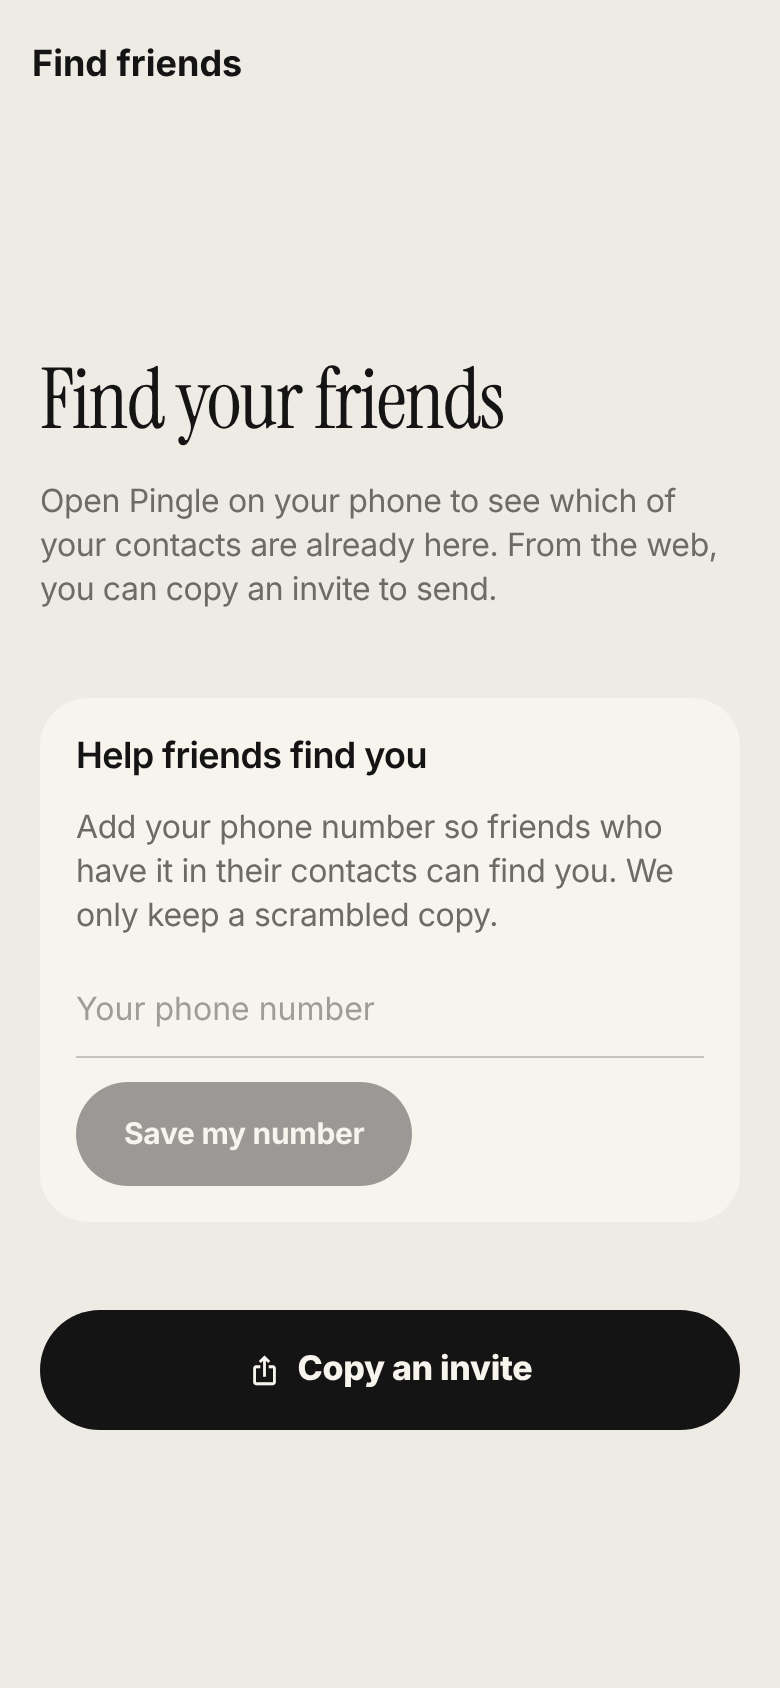 Find friends
Find your friends
Open Pingle on your phone to see which of
your contacts are already here. From the web,
you can copy an invite to send.
Help friends find you
Add your phone number so friends who
have it in their contacts can find you. We
only keep a scrambled copy.
Your phone number
Save my number
Copy an invite